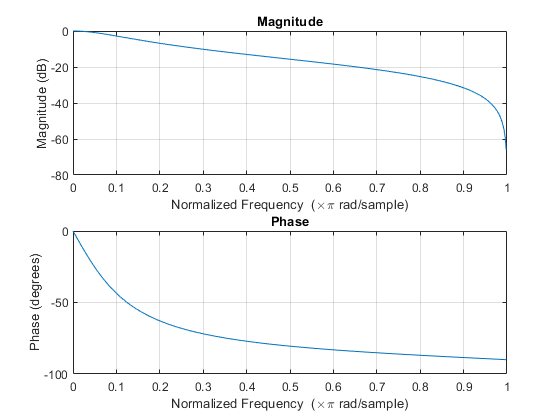 Magnitude
0
-20
-40
-60
-80
Magnitude (dB)
0 0.1 0.2 0.3 0.4 0.5 0.6 0.7 0.8 0.9 1
Normalized Frequency (×π rad/sample)
Phase
0
-50
-100
Phase (degrees)
0 0.1 0.2 0.3 0.4 0.5 0.6 0.7 0.8 0.9 1
Normalized Frequency (×π rad/sample)